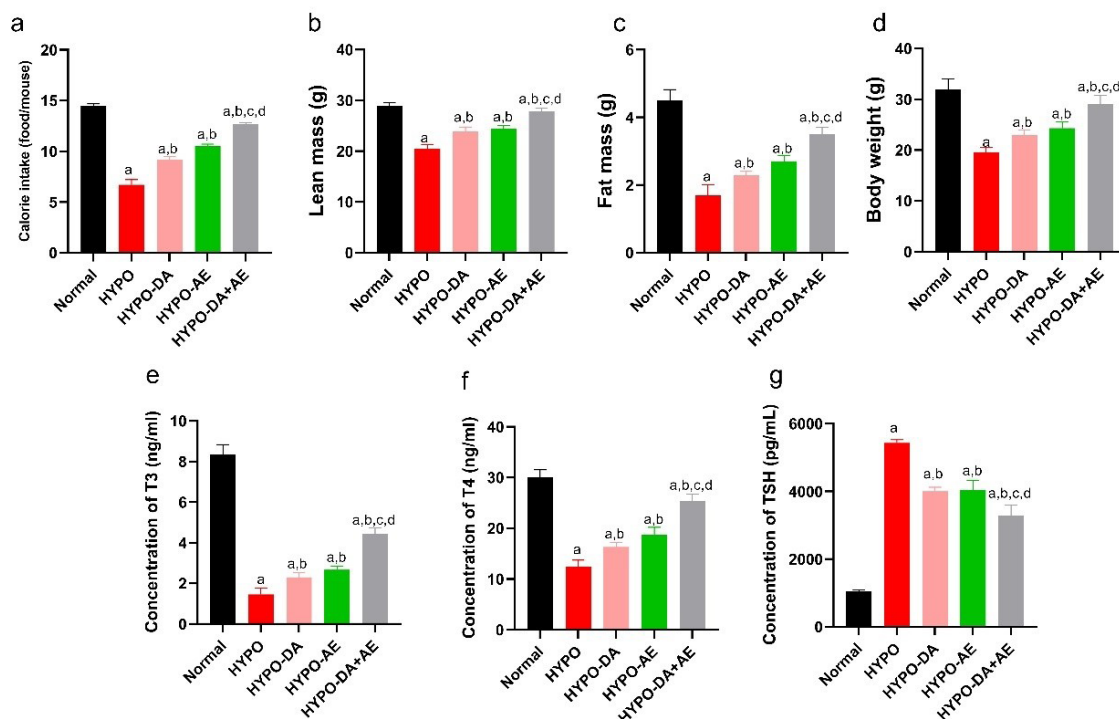 a
Calorie intake (food/mouse)
20
15
10
5
0
a
a,b
a,b
a,b,c,d
Normal
HYPO
HYPO-DA
HYPO-AE
HYPO-DA+AE
b
Lean mass (g)
40
30
20
10
0
a
a,b
a,b
a,b,c,d
Normal
HYPO
HYPO-DA
HYPO-AE
HYPO-DA+AE
c
Fat mass (g)
6
4
2
0
a
a,b
a,b
a,b,c,d
Normal
HYPO
HYPO-DA
HYPO-AE
HYPO-DA+AE
d
Body weight (g)
40
30
20
10
0
a
a,b
a,b
a,b,c,d
Normal
HYPO
HYPO-DA
HYPO-AE
HYPO-DA+AE
e
Concentration of T3 (ng/ml)
10
8
6
4
2
0
a
a,b
a,b
a,b,c,d
Normal
HYPO
HYPO-DA
HYPO-AE
HYPO-DA+AE
f
Concentration of T4 (ng/ml)
40
30
20
10
0
a
a,b
a,b
a,b,c,d
Normal
HYPO
HYPO-DA
HYPO-AE
HYPO-DA+AE
g
Concentration of TSH (pg/mL)
6000
4000
2000
0
a
a,b
a,b
a,b,c,d
Normal
HYPO
HYPO-DA
HYPO-AE
HYPO-DA+AE